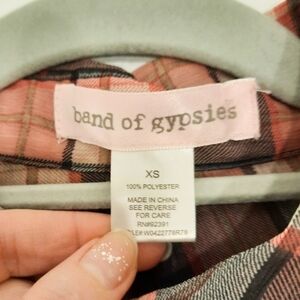 band of gypsies
XS
100% POLYESTER
MADE IN CHINA
SEE REVERSE
FOR CARE
RN#92391